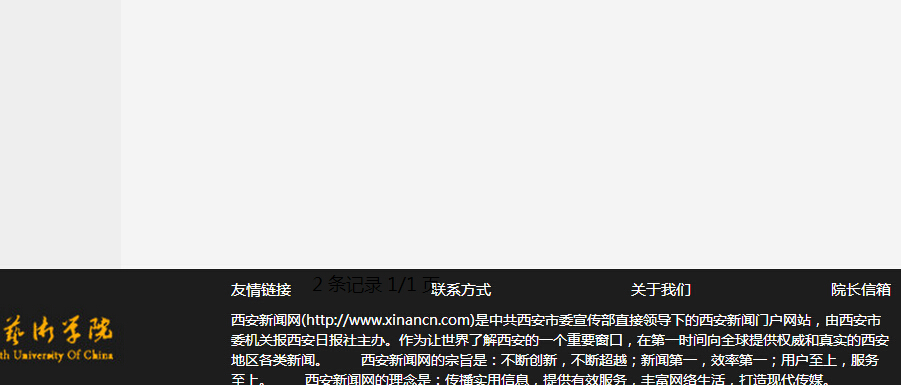 友情链接
2 条记录 1/1 页
联系方式
关于我们
院长信箱
藝術学院
th University Of China
西安新闻网(http://www.xinancn.com)是中共西安市委宣传部直接领导下的西安新闻门户网站，由西安市
委机关报西安日报社主办。作为让世界了解西安的一个重要窗口，在第一时间向全球提供权威和真实的西安
地区各类新闻。 西安新闻网的宗旨是：不断创新，不断超越；新闻第一，效率第一；用户至上，服务
至上。 西安新闻网的理念是：传播实用信息，提供有效服务，丰富网络生活，打造现代传媒。